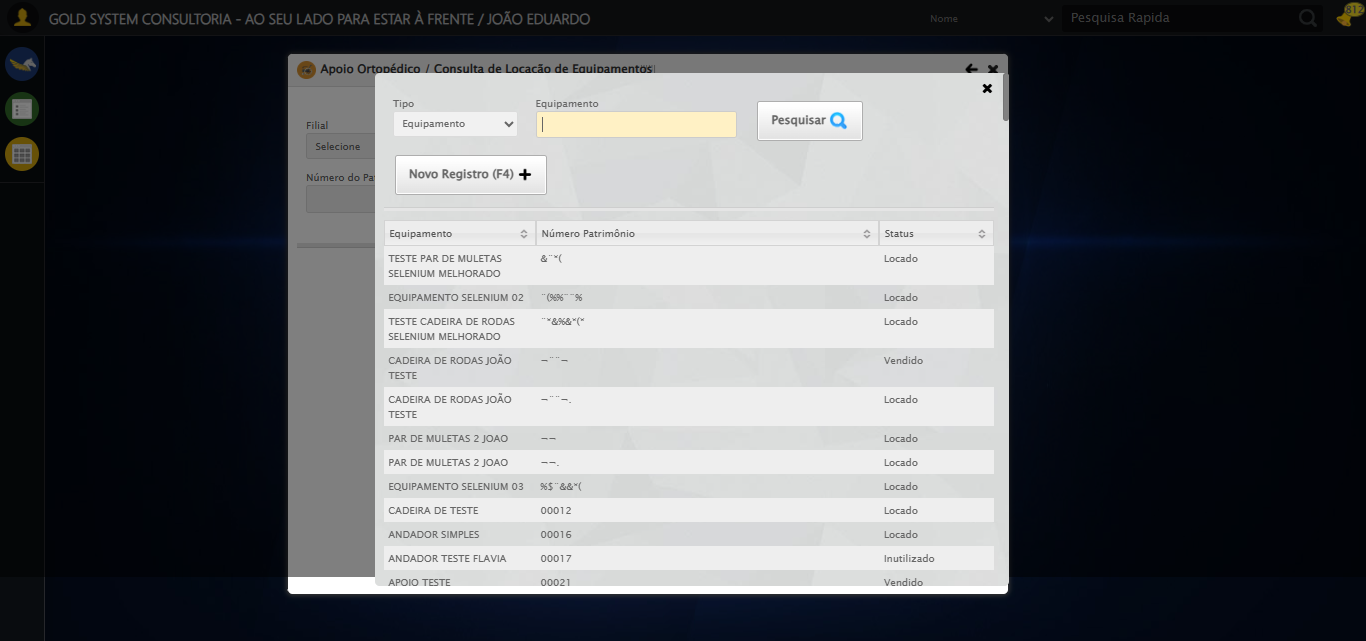 GOLD SYSTEM CONSULTORIA - AO SEU LADO PARA ESTAR À FRENTE / JOÃO EDUARDO
Nome
Pesquisa Rapida
812
Apoio Ortopédico / Consulta de Locação de Equipamentos
Filial
Selecione
Número do Pat
Tipo
Equipamento
Equipamento
Pesquisar
Novo Registro (F4)
Equipamento Número Patrimônio Status
TESTE PAR DE MULETAS &¨*( Locado
SELENIUM MELHORADO
EQUIPAMENTO SELENIUM 02 ¨(%%¨¨% Locado
TESTE CADEIRA DE RODAS ¨*&%&*(* Locado
SELENIUM MELHORADO
CADEIRA DE RODAS JOÃO ¬¨¨¬ Vendido
TESTE
CADEIRA DE RODAS JOÃO ¬¨¨¬. Locado
TESTE
PAR DE MULETAS 2 JOAO ¬¬ Locado
PAR DE MULETAS 2 JOAO ¬¬. Locado
EQUIPAMENTO SELENIUM 03 %$¨&&*( Locado
CADEIRA DE TESTE 00012 Locado
ANDADOR SIMPLES 00016 Locado
ANDADOR TESTE FLAVIA 00017 Inutilizado
APOIO TESTE 00021 Vendido